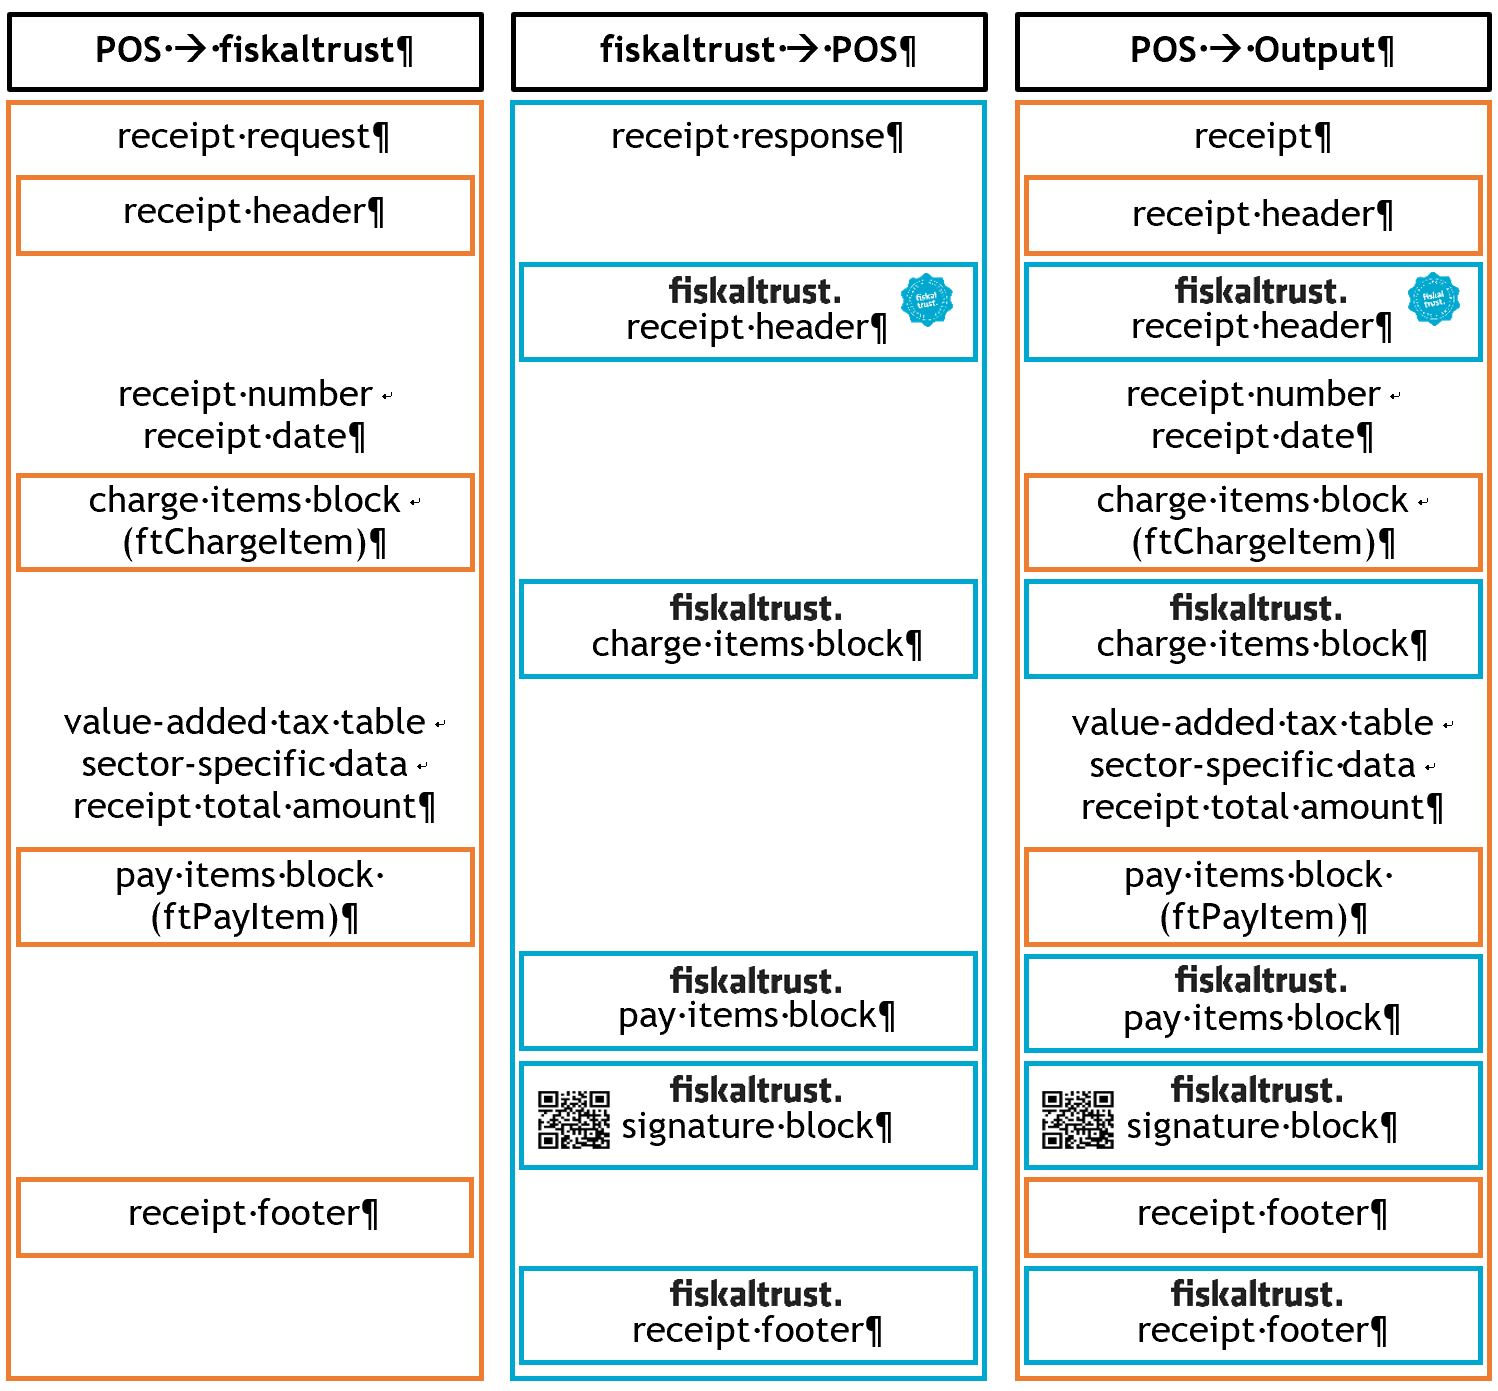 POS·→·fiskaltrust¶
receipt·request¶
receipt·header¶
receipt·number ↵
receipt·date¶
charge·items·block ↵
(ftChargeItem)¶
value-added·tax·table ↵
sector-specific·data ↵
receipt·total·amount¶
pay·items·block·
(ftPayItem)¶
receipt·footer¶
fiskaltrust·→·POS¶
receipt·response¶
fiskaltrust.
receipt·header¶
fiskal
trust.
fiskaltrust.
charge·items·block¶
fiskaltrust.
pay·items·block¶
fiskaltrust.
signature·block¶
fiskaltrust.
receipt·footer¶
POS·→·Output¶
receipt¶
receipt·header¶
fiskaltrust.
receipt·header¶
fiskal
trust.
receipt·number ↵
receipt·date¶
charge·items·block ↵
(ftChargeItem)¶
fiskaltrust.
charge·items·block¶
value-added·tax·table ↵
sector-specific·data ↵
receipt·total·amount¶
pay·items·block·
(ftPayItem)¶
fiskaltrust.
pay·items·block¶
fiskaltrust.
signature·block¶
receipt·footer¶
fiskaltrust.
receipt·footer¶